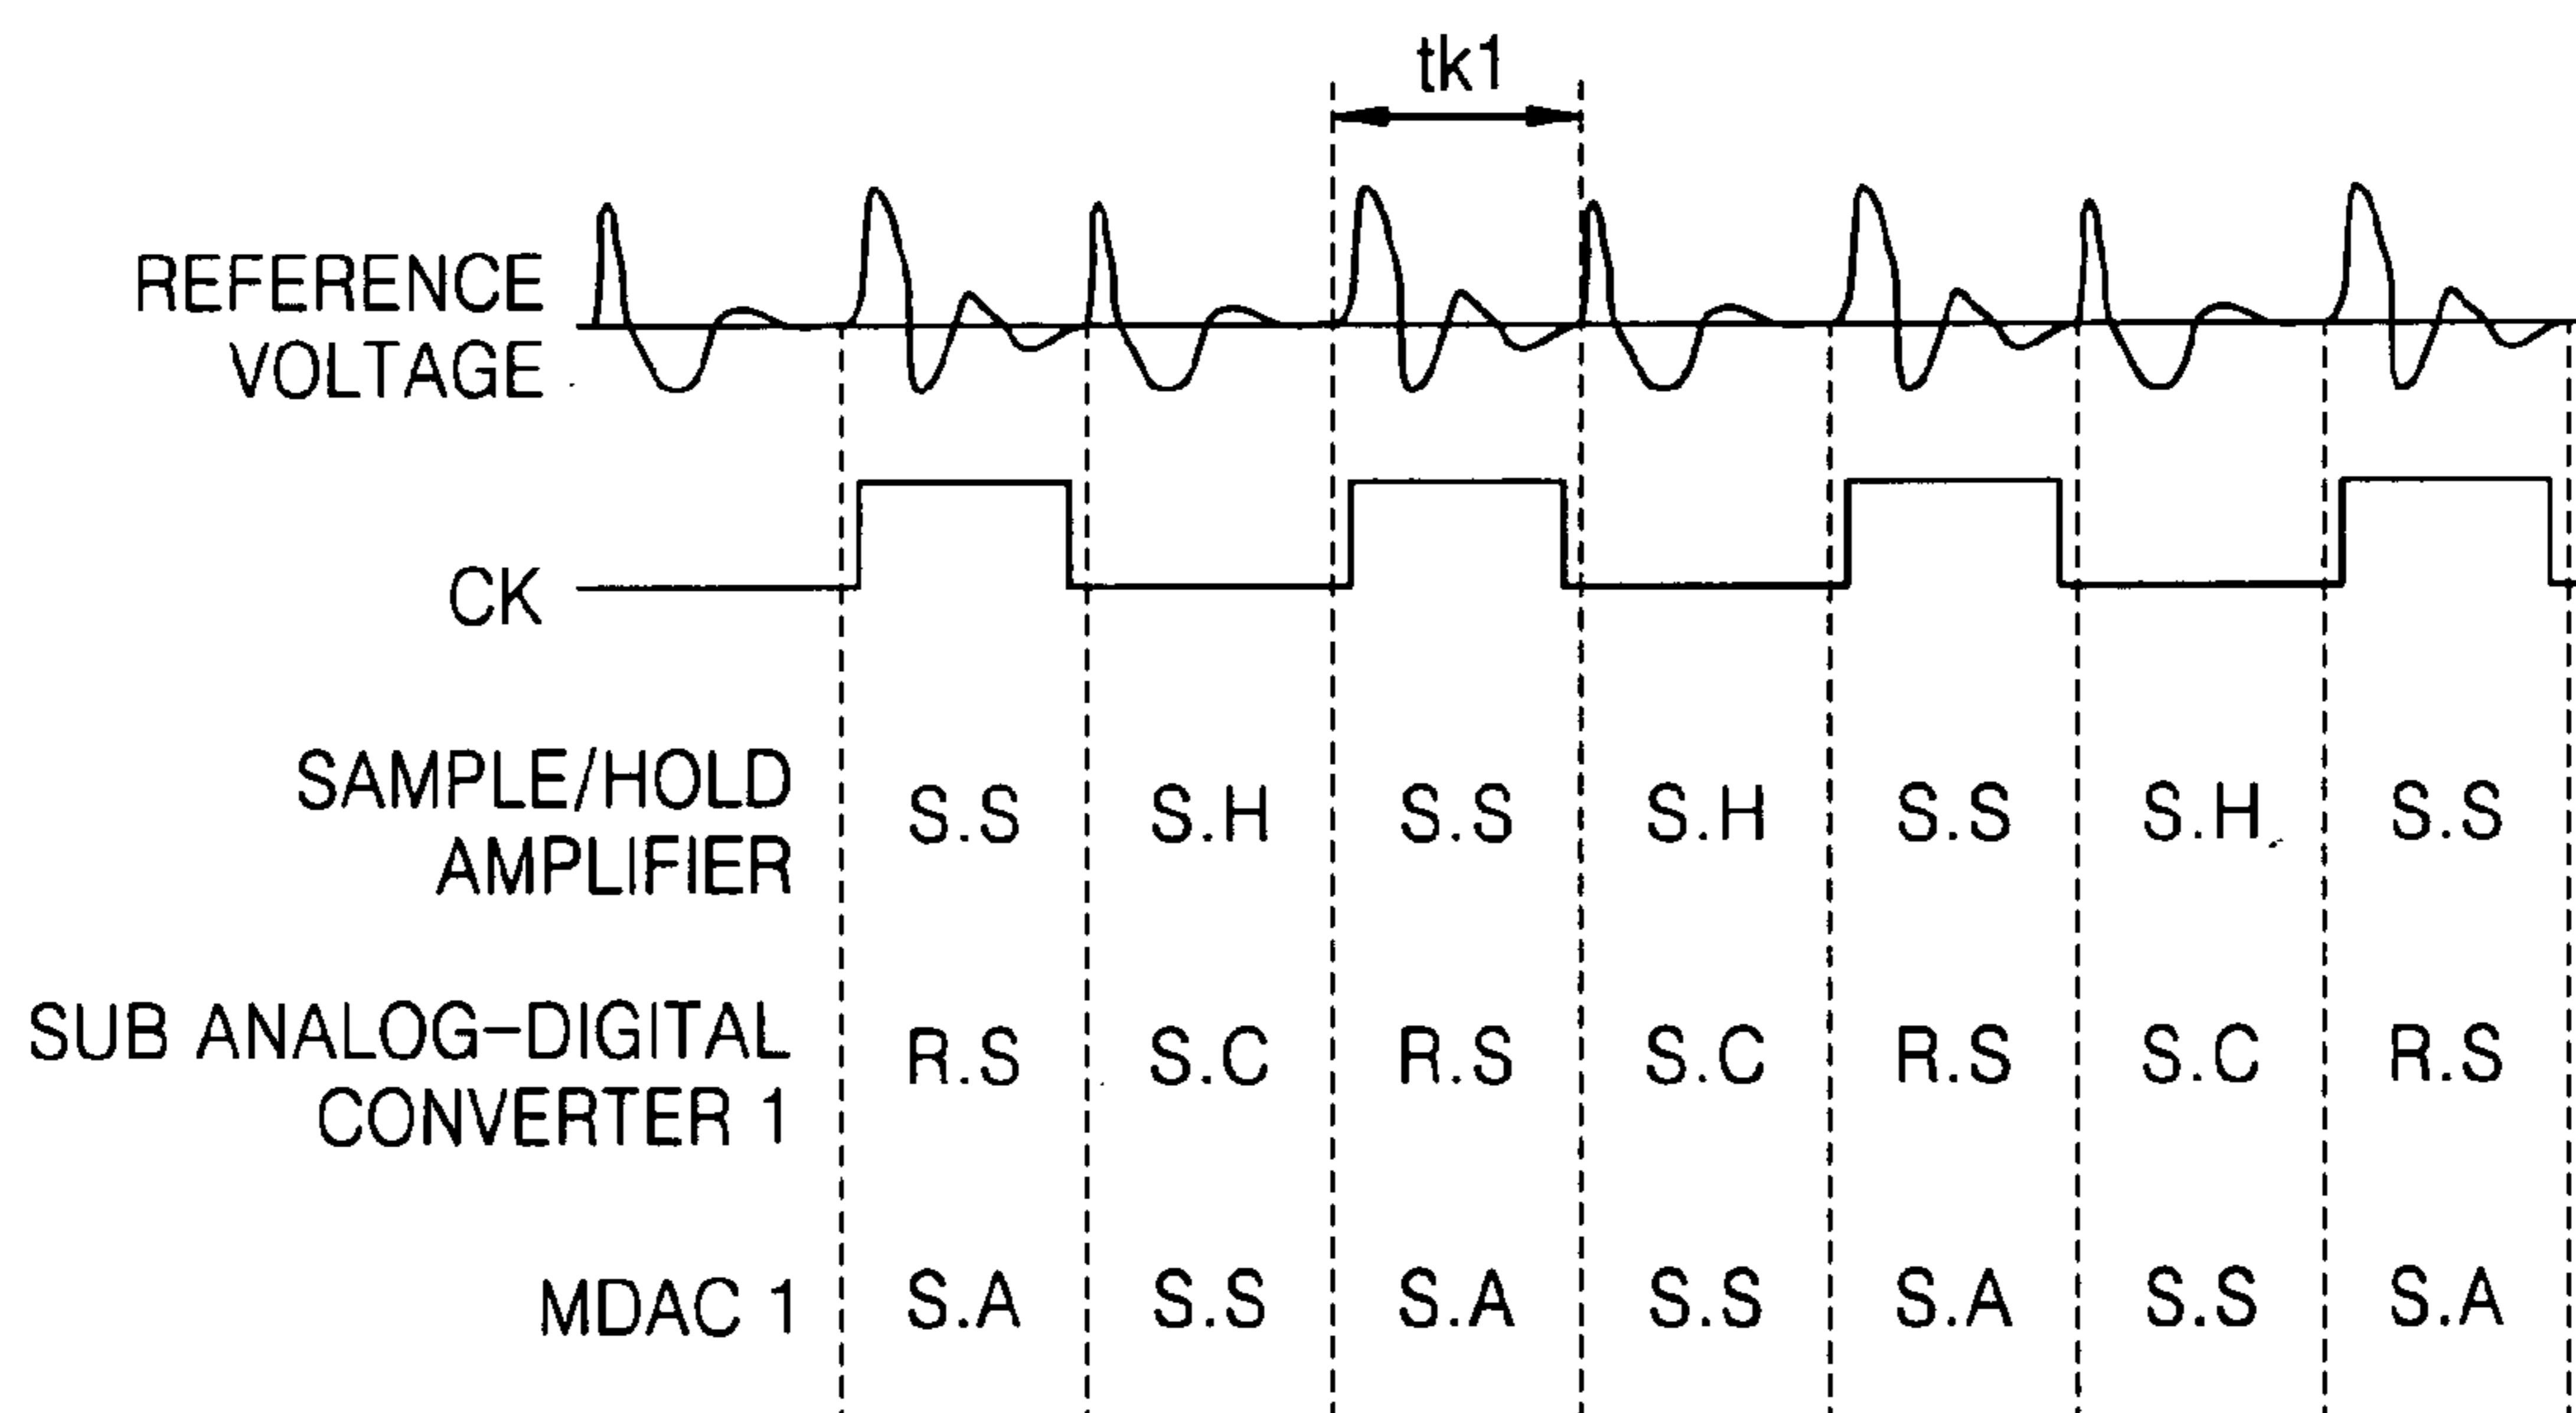 tk1
REFERENCE
VOLTAGE
CK
SAMPLE/HOLD
AMPLIFIER
S.S S.H S.S S.H S.S S.H S.S
SUB ANALOG-DIGITAL
CONVERTER 1
R.S S.C R.S S.C R.S S.C R.S
MDAC 1 S.A S.S S.A S.S S.A S.S S.A